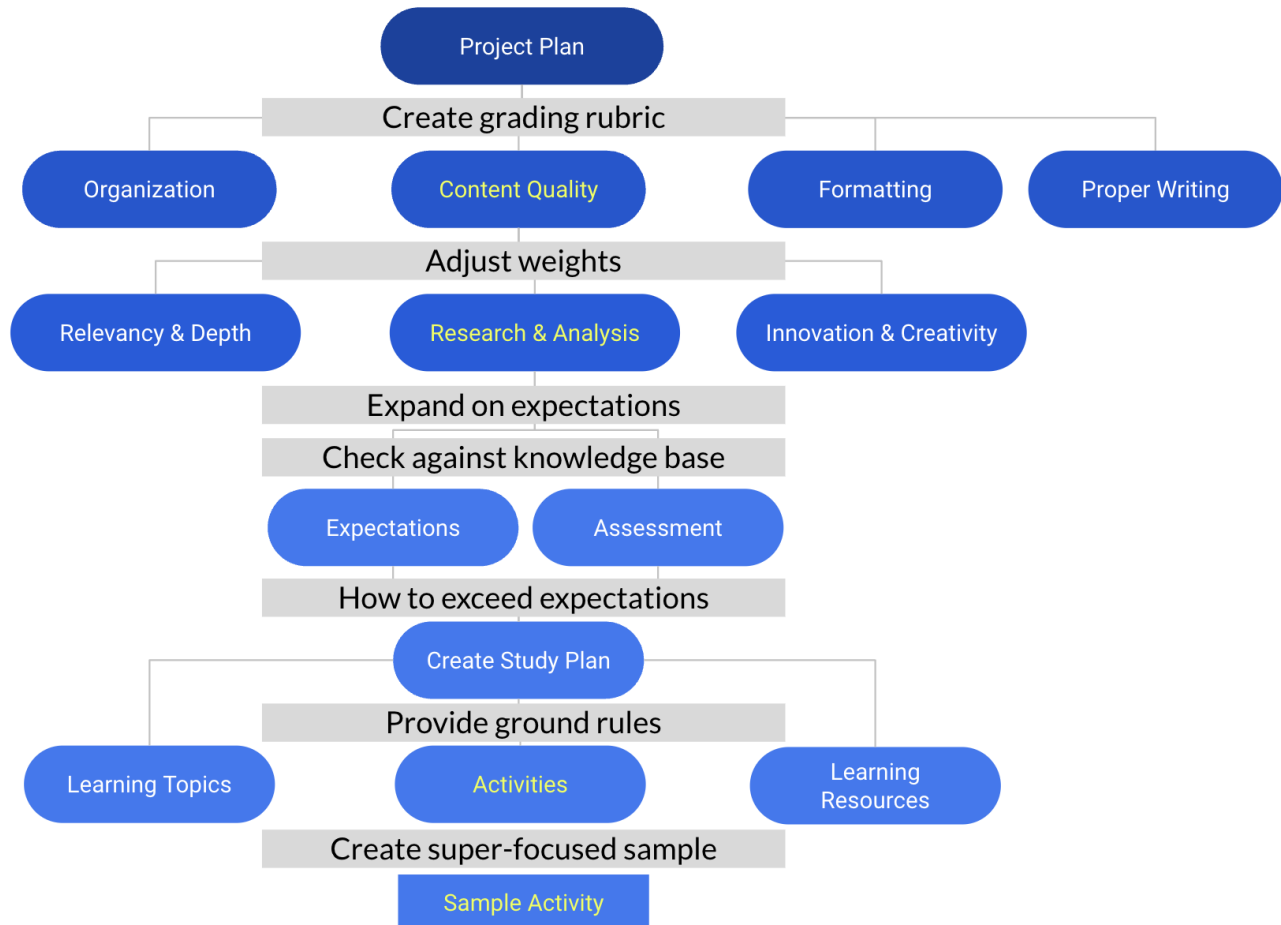 Project Plan
Create grading rubric
Organization
Content Quality
Formatting
Proper Writing
Adjust weights
Relevancy & Depth
Research & Analysis
Innovation & Creativity
Expand on expectations
Check against knowledge base
Expectations
Assessment
How to exceed expectations
Create Study Plan
Provide ground rules
Learning Topics
Activities
Learning
Resources
Create super-focused sample
Sample Activity